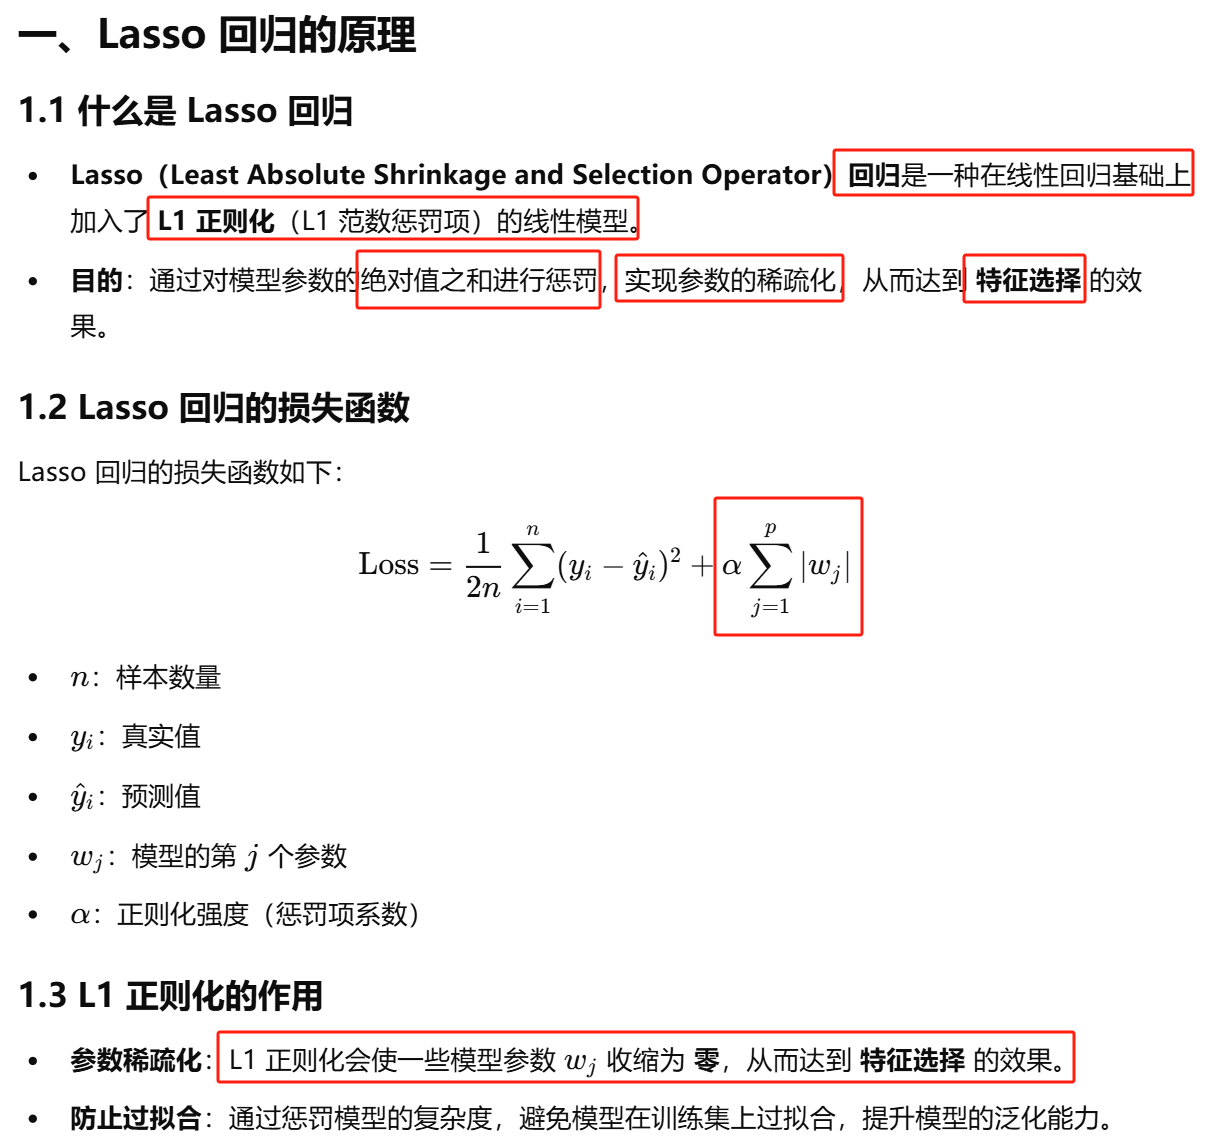 一、Lasso 回归的原理
1.1 什么是 Lasso 回归
• Lasso（Least Absolute Shrinkage and Selection Operator）回归是一种在线性回归基础上
加入了 L1 正则化（L1 范数惩罚项）的线性模型。
• 目的：通过对模型参数的绝对值之和进行惩罚，实现参数的稀疏化，从而达到 特征选择 的效
果。
1.2 Lasso 回归的损失函数
Lasso 回归的损失函数如下：
$$\text{Loss} = \frac{1}{2n} \sum_{i=1}^{n} (y_i - \hat{y}_i)^2 + \alpha \sum_{j=1}^{p} |w_j|$$
• $n$：样本数量
• $y_i$：真实值
• $\hat{y}_i$：预测值
• $w_j$：模型的第 $j$ 个参数
• $\alpha$：正则化强度（惩罚项系数）
1.3 L1 正则化的作用
• 参数稀疏化：L1 正则化会使一些模型参数 $w_j$ 收缩为 零，从而达到 特征选择 的效果。
• 防止过拟合：通过惩罚模型的复杂度，避免模型在训练集上过拟合，提升模型的泛化能力。